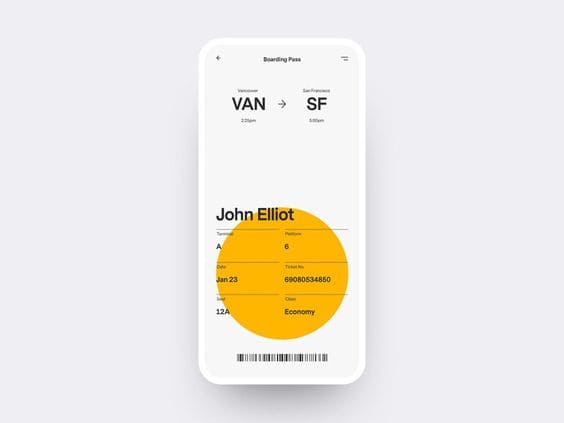 Boarding Pass
Vancouver San Francisco
VAN → SF
2:25pm 5:00pm
John Elliot
Terminal Platform
A 6
Date Ticket No
Jan 23 69080534850
Seat Class
12A Economy